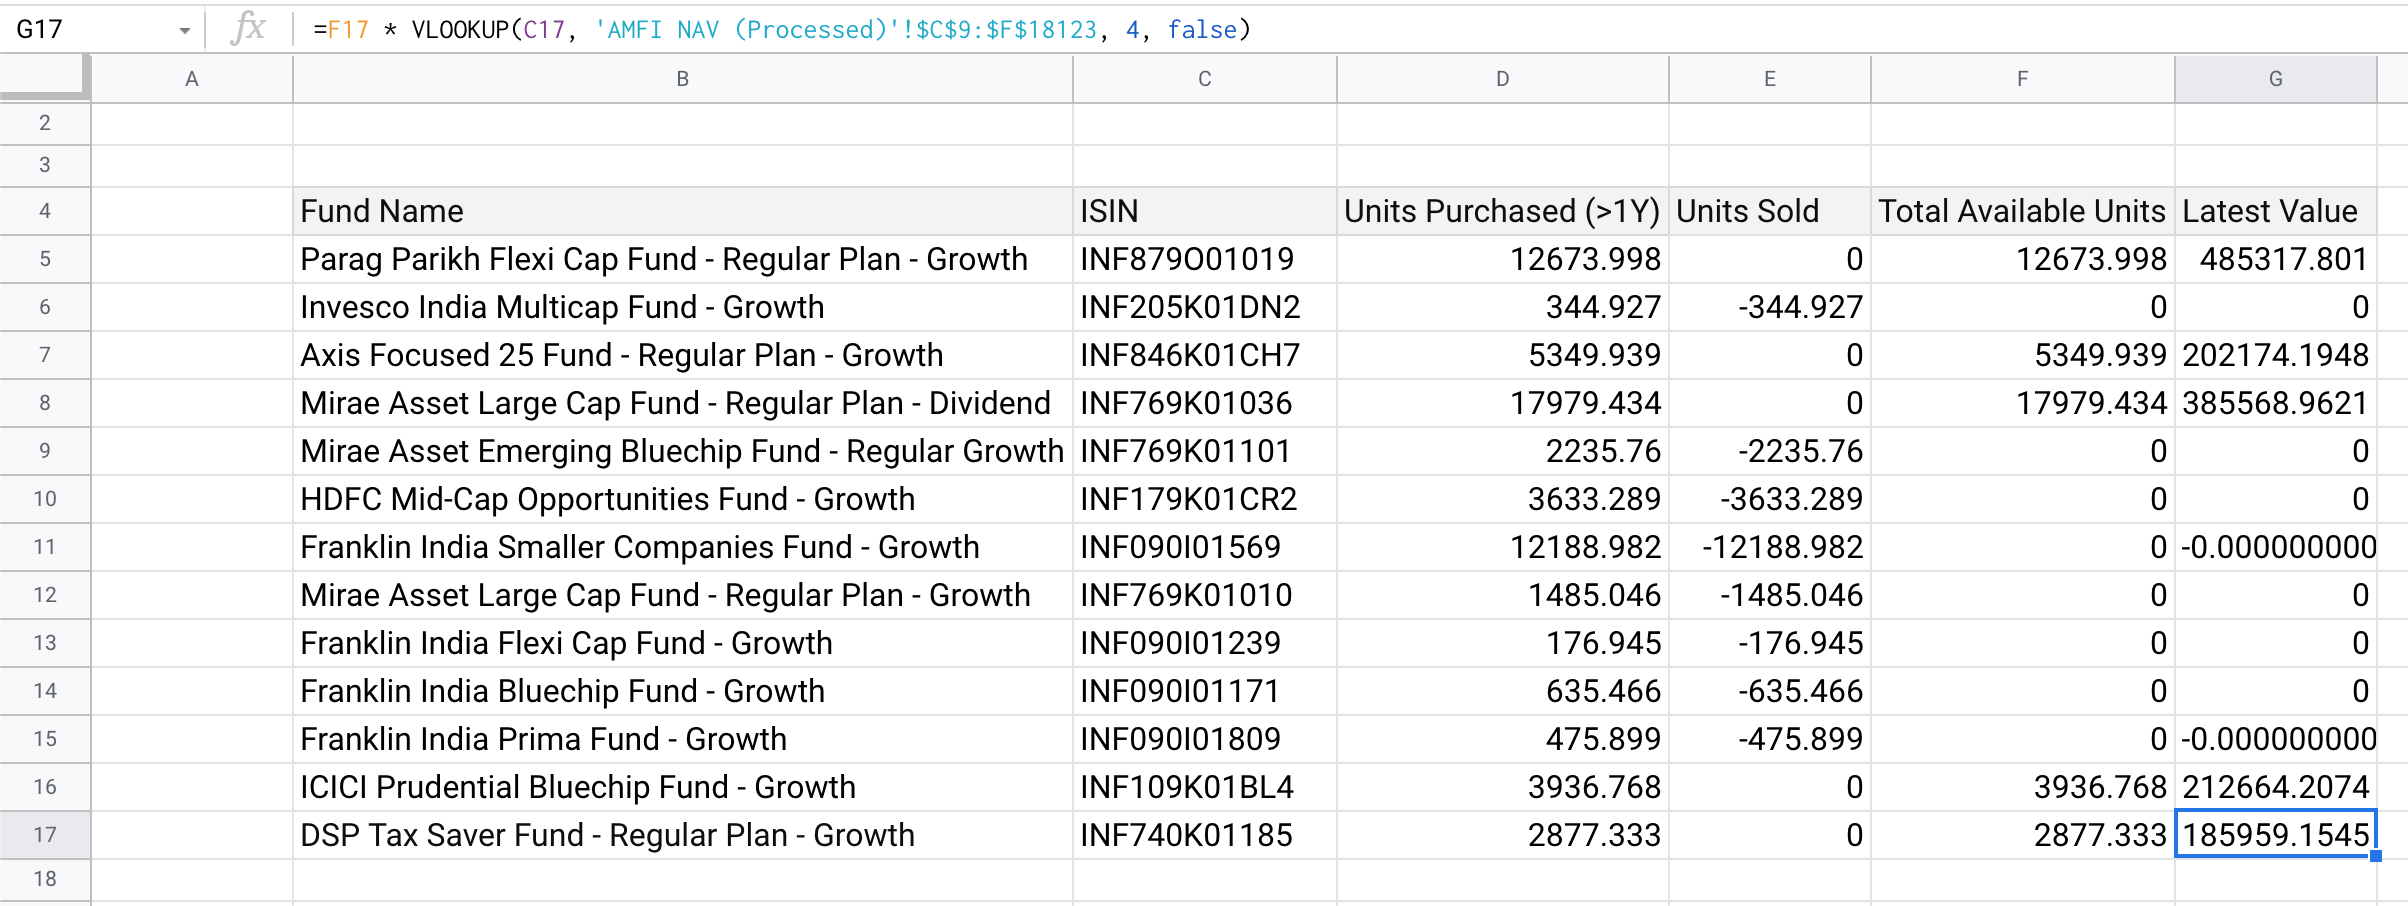 G17 fx =F17 * VLOOKUP(C17, 'AMFI NAV (Processed)'!$C$9:$F$18123, 4, false)
A B C D E F G
2
3
4 Fund Name ISIN Units Purchased (>1Y) Units Sold Total Available Units Latest Value
5 Parag Parikh Flexi Cap Fund - Regular Plan - Growth INF879O01019 12673.998 0 12673.998 485317.801
6 Invesco India Multicap Fund - Growth INF205K01DN2 344.927 -344.927 0 0
7 Axis Focused 25 Fund - Regular Plan - Growth INF846K01CH7 5349.939 0 5349.939 202174.1948
8 Mirae Asset Large Cap Fund - Regular Plan - Dividend INF769K01036 17979.434 0 17979.434 385568.9621
9 Mirae Asset Emerging Bluechip Fund - Regular Growth INF769K01101 2235.76 -2235.76 0 0
10 HDFC Mid-Cap Opportunities Fund - Growth INF179K01CR2 3633.289 -3633.289 0 0
11 Franklin India Smaller Companies Fund - Growth INF090I01569 12188.982 -12188.982 0 -0.000000000
12 Mirae Asset Large Cap Fund - Regular Plan - Growth INF769K01010 1485.046 -1485.046 0 0
13 Franklin India Flexi Cap Fund - Growth INF090I01239 176.945 -176.945 0 0
14 Franklin India Bluechip Fund - Growth INF090I01171 635.466 -635.466 0 0
15 Franklin India Prima Fund - Growth INF090I01809 475.899 -475.899 0 -0.000000000
16 ICICI Prudential Bluechip Fund - Growth INF109K01BL4 3936.768 0 3936.768 212664.2074
17 DSP Tax Saver Fund - Regular Plan - Growth INF740K01185 2877.333 0 2877.333 185959.1545
18